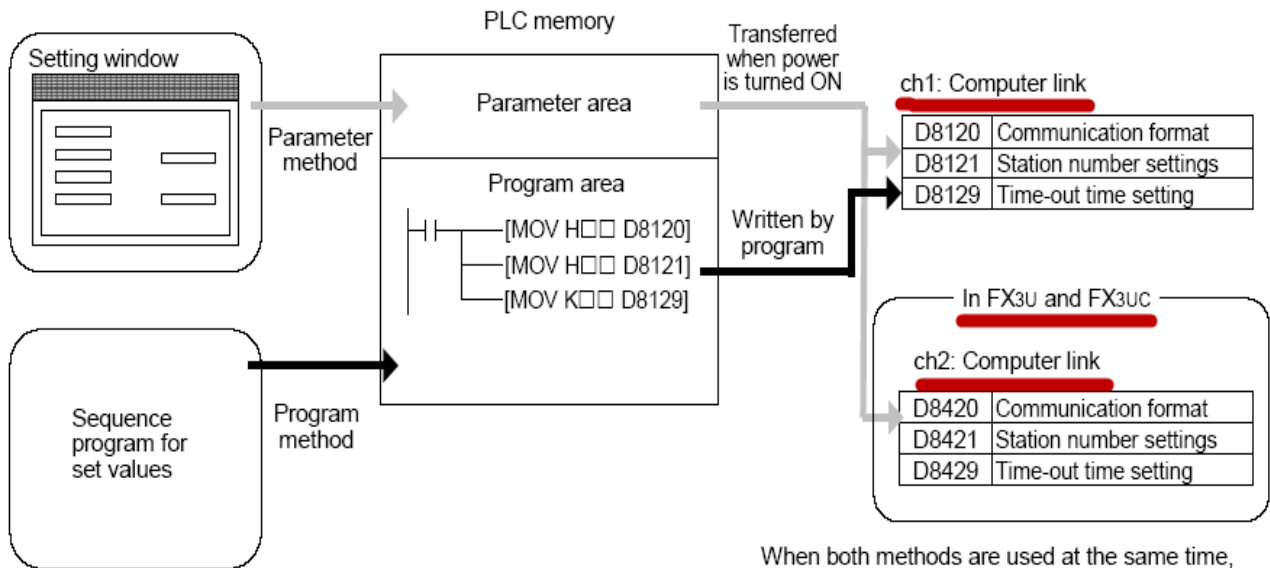 PLC memory
Setting window
Parameter
method
Parameter area
Transferred
when power
is turned ON
Program area
[MOV H□□ D8120]
[MOV H□□ D8121]
[MOV K□□ D8129]
Written by
program
ch1: Computer link
D8120 Communication format
D8121 Station number settings
D8129 Time-out time setting
In FX3U and FX3UC
ch2: Computer link
D8420 Communication format
D8421 Station number settings
D8429 Time-out time setting
Sequence
program for
set values
Program
method
When both methods are used at the same time,